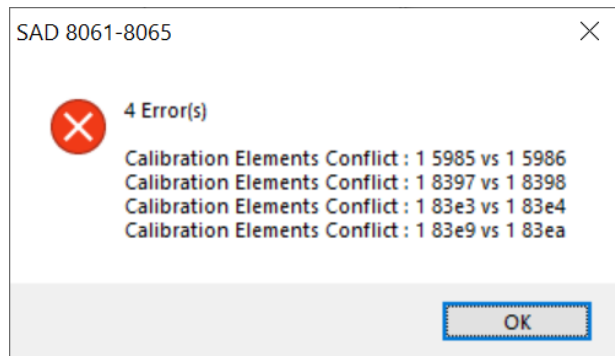 SAD 8061-8065
4 Error(s)
Calibration Elements Conflict : 1 5985 vs 1 5986
Calibration Elements Conflict : 1 8397 vs 1 8398
Calibration Elements Conflict : 1 83e3 vs 1 83e4
Calibration Elements Conflict : 1 83e9 vs 1 83ea
OK